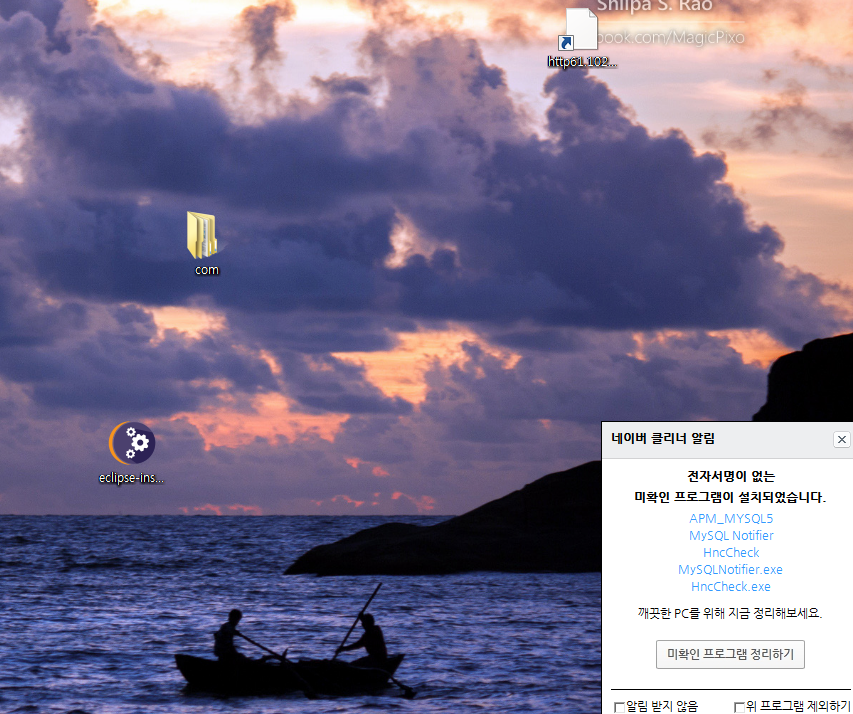 Shilpa S. Rao
book.com/MagicPixo
http61.102...
com
eclipse-ins...
네이버 클리너 알림
전자서명이 없는
미확인 프로그램이 설치되었습니다.
APM_MYSQL5
MySQL Notifier
HncCheck
MySQLNotifier.exe
HncCheck.exe
깨끗한 PC를 위해 지금 정리해보세요.
미확인 프로그램 정리하기
알림 받지 않음
위 프로그램 제외하기